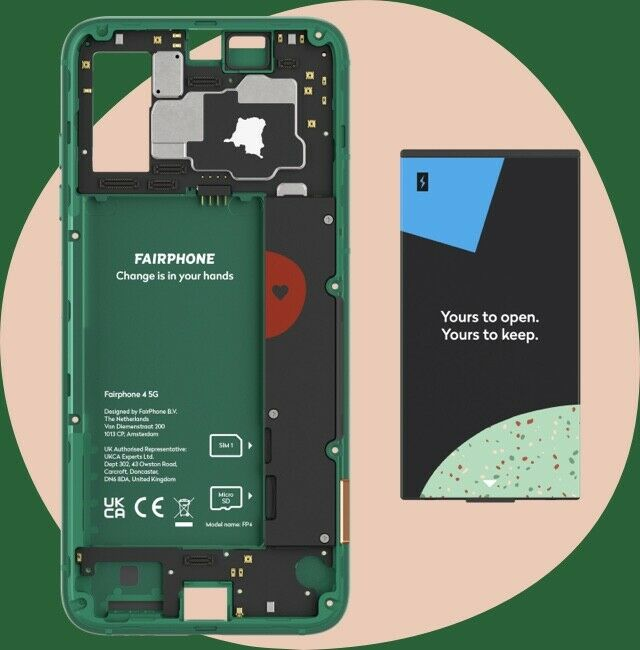 FAIRPHONE
Change is in your hands
Fairphone 4 5G
Designed by FairPhone B.V.
The Netherlands
Van Diemenstraat 200
1013 CP, Amsterdam
UK Authorised Representative:
UKCA Experts Ltd.
Dept 302, 43 Owston Road,
Carcroft, Doncaster,
DN6 8DA, United Kingdom
SIM 1
Micro
SD
UK
CA
CE
Model name: FP4
Yours to open.
Yours to keep.